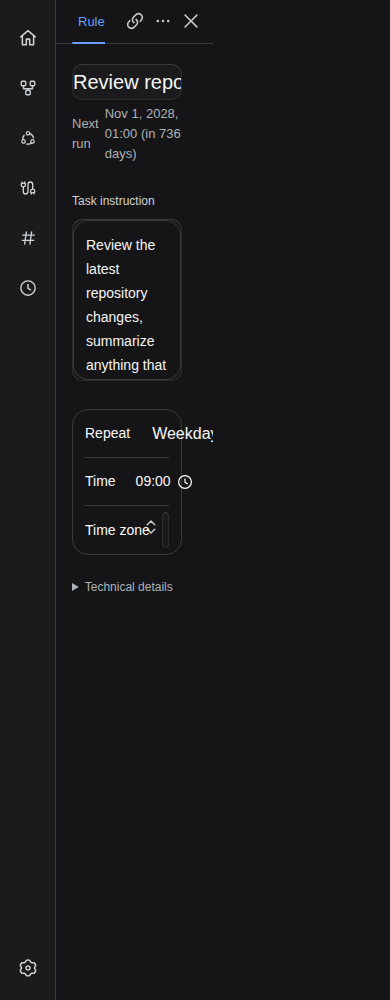 Rule
Review repo
Next run
Nov 1, 2028,
01:00 (in 736
days)
Task instruction
Review the
latest
repository
changes,
summarize
anything that
Repeat Weekday
Time 09:00
Time zone
Technical details